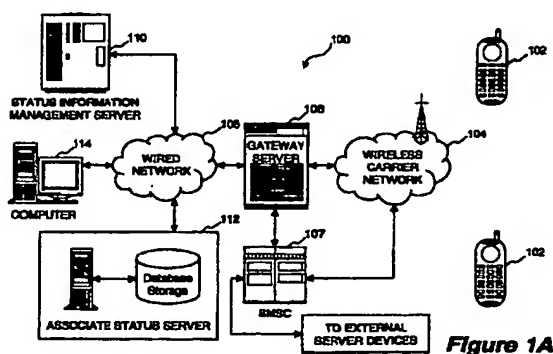 110
100
102
STATUS INFORMATION
MANAGEMENT SERVER
114
106
108
104
WIRED
NETWORK
GATEWAY
SERVER
WIRELESS
CARRIER
NETWORK
COMPUTER
112
107
102
Database
Storage
SMSC
ASSOCIATE STATUS SERVER
TO EXTERNAL
SERVER DEVICES
Figure 1A